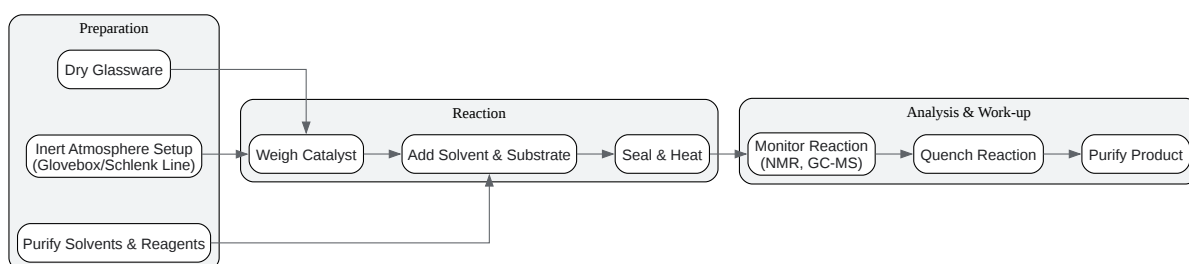 Preparation
Dry Glassware
Inert Atmosphere Setup
(Glovebox/Schlenk Line)
Purify Solvents & Reagents
Reaction
Weigh Catalyst
Add Solvent & Substrate
Seal & Heat
Analysis & Work-up
Monitor Reaction
(NMR, GC-MS)
Quench Reaction
Purify Product